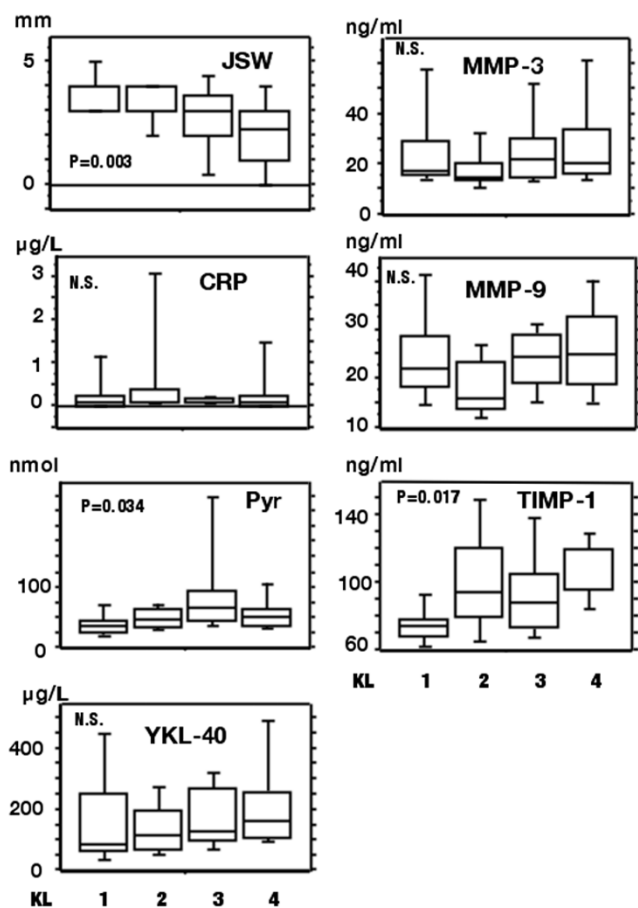 mm
5
JSW
P=0.003
0
ng/ml
N.S.
MMP-3
40
20
0
µg/L
3
N.S.
CRP
2
1
0
ng/ml
40
N.S.
MMP-9
30
20
10
nmol
P=0.034
Pyr
100
0
ng/ml
P=0.017
TIMP-1
140
100
60
KL 1 2 3 4
µg/L
N.S.
YKL-40
400
200
0
KL 1 2 3 4